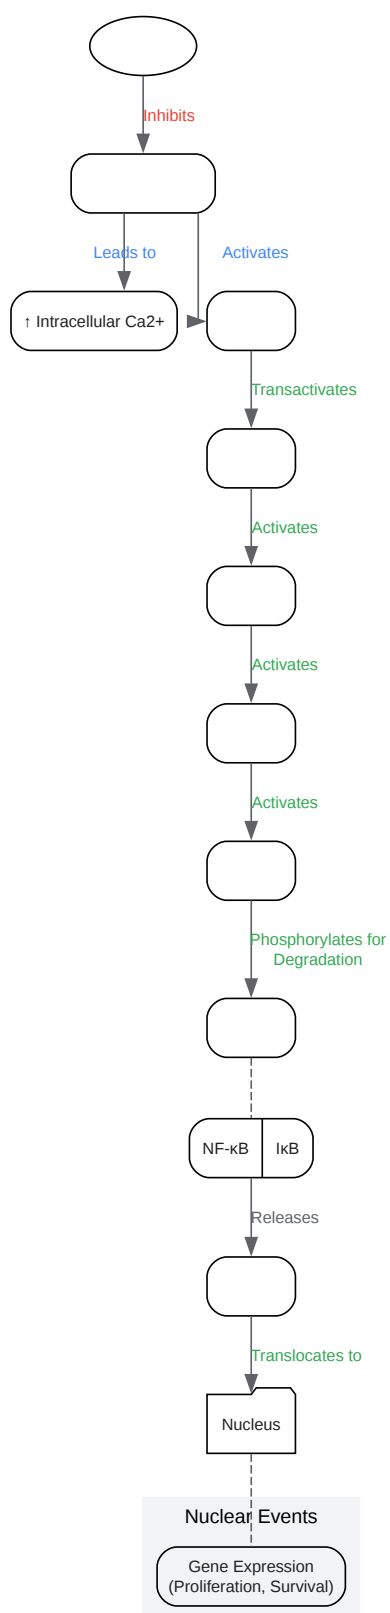 Inhibits
Leads to
Activates
↑ Intracellular Ca2+
Transactivates
Activates
Activates
Activates
Phosphorylates for
Degradation
NF-κB
IκB
Releases
Translocates to
Nucleus
Nuclear Events
Gene Expression
(Proliferation, Survival)